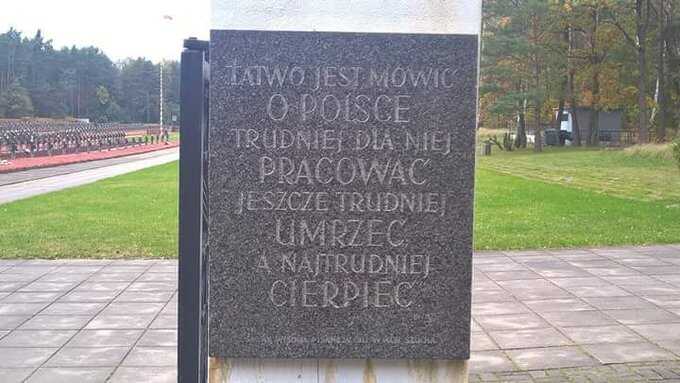 ŁATWO JEST MÓWIĆ
O POLSCE
TRUDNIEJ DLA NIEJ
PRACOWAĆ
JESZCZE TRUDNIEJ
UMRZEĆ
A NAJTRUDNIEJ
CIERPIEĆ